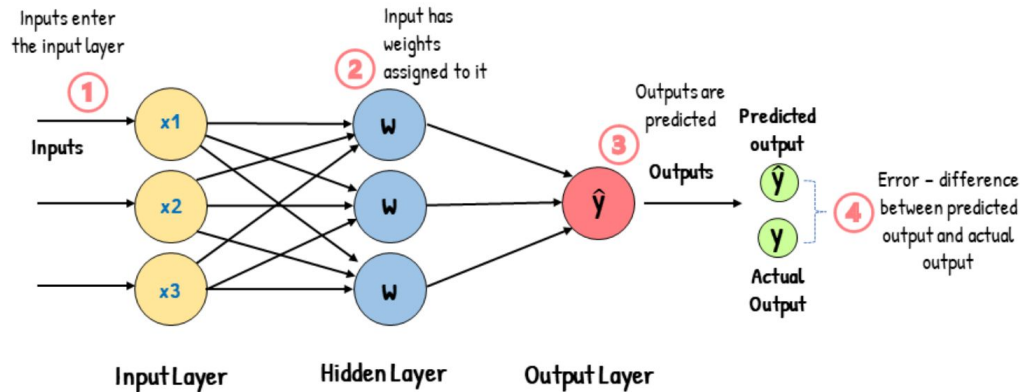 Inputs enter
the input layer
1
Inputs
x1
x2
x3
Input Layer
2
Input has
weights
assigned to it
w
w
w
Hidden Layer
Outputs are
predicted
3
ŷ
Outputs
Output Layer
Predicted
output
ŷ
y
Actual
Output
4
Error – difference
between predicted
output and actual
output